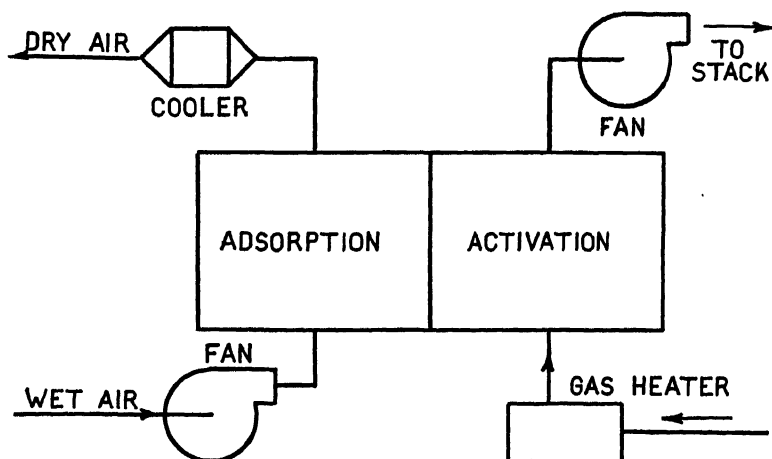 DRY AIR
COOLER
TO
STACK
FAN
ADSORPTION
ACTIVATION
FAN
WET AIR
GAS HEATER